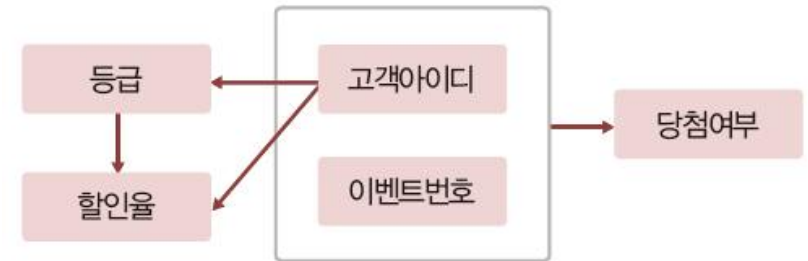 등급
고객아이디
당첨여부
할인율
이벤트번호